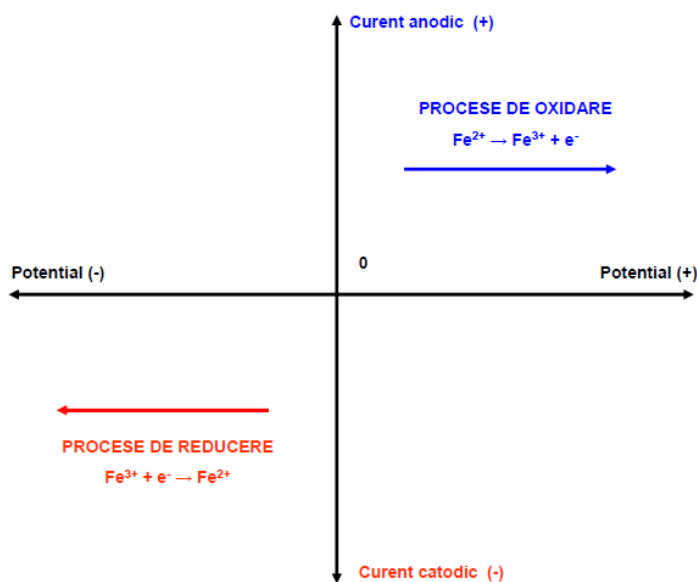 Curent anodic (+)
PROCESE DE OXIDARE
Fe²⁺ → Fe³⁺ + e⁻
0
Potential (-)
Potential (+)
PROCESE DE REDUCERE
Fe³⁺ + e⁻ → Fe²⁺
Curent catodic (-)